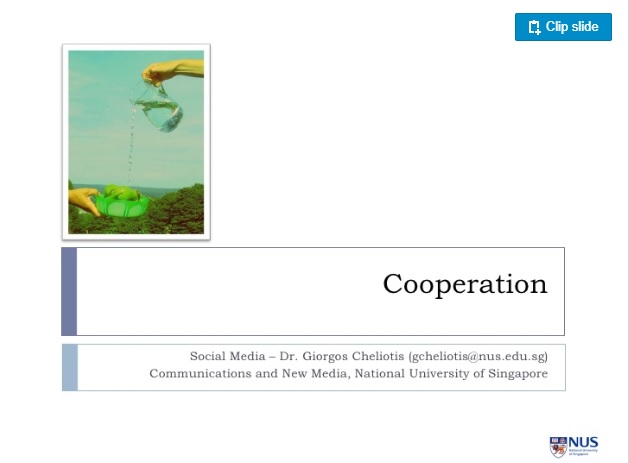 Clip slide
Cooperation
Social Media – Dr. Giorgos Cheliotis (gcheliotis@nus.edu.sg)
Communications and New Media, National University of Singapore
NUS
National University
of Singapore